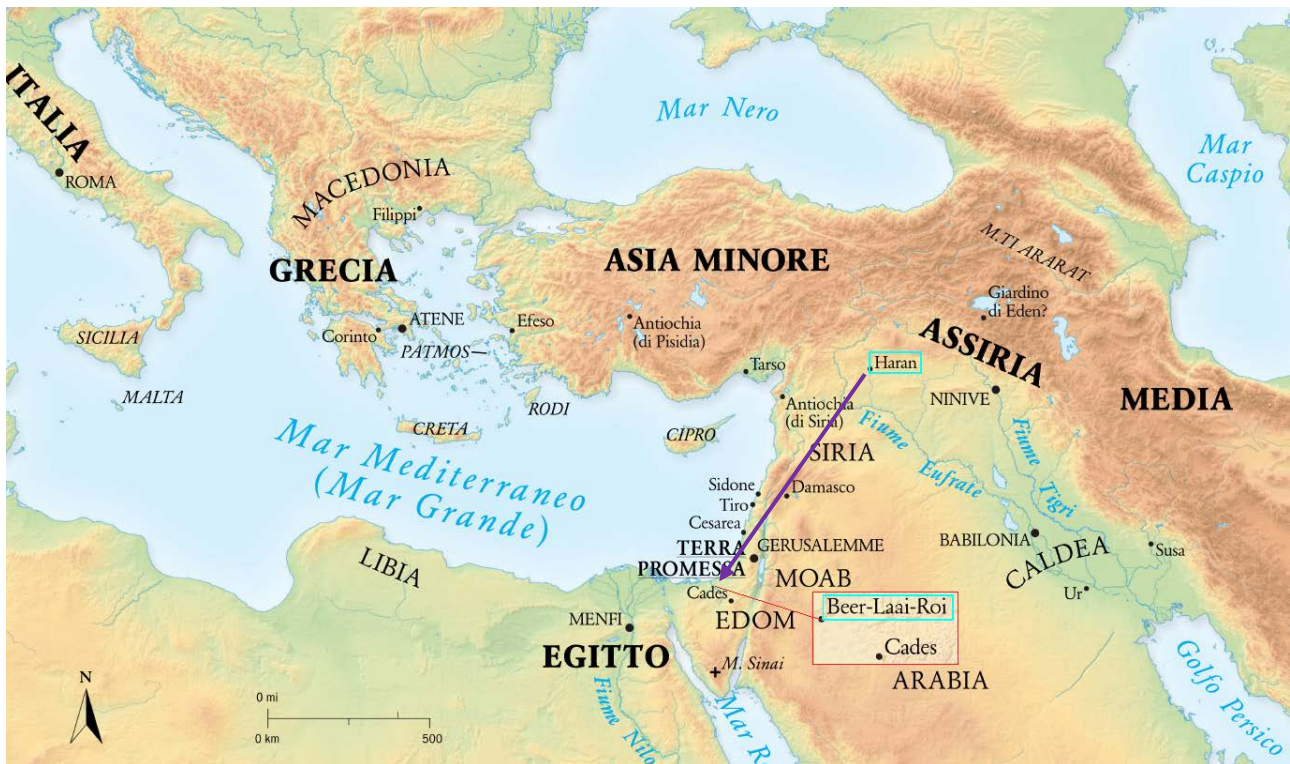 ITALIA
ROMA
MACEDONIA
Filippi
GRECIA
ATENE
Corinto
PATMOS
Efeso
SICILIA
MALTA
CRETA
RODI
Mar Nero
ASIA MINORE
Antiochia
(di Pisidia)
Tarso
Antiochia
(di Siria)
CIPRO
SIRIA
Haran
M.TI ARARAT
Giardino
di Eden?
ASSIRIA
NINIVE
MEDIA
Mar
Caspio
Mar Mediterraneo
(Mar Grande)
Fiume Eufrate
Fiume Tigri
Sidone
Tiro
Damasco
Cesarea
TERRA
PROMESSA
GERUSALEMME
MOAB
BABILONIA
CALDEA
Susa
Ur
LIBIA
Cades
EDOM
Beer-Laai-Roi
Cades
ARABIA
MENFI
EGITTO
M. Sinai
Fiume Nilo
Mar R
Golfo Persico
N
0 mi
0 km
500